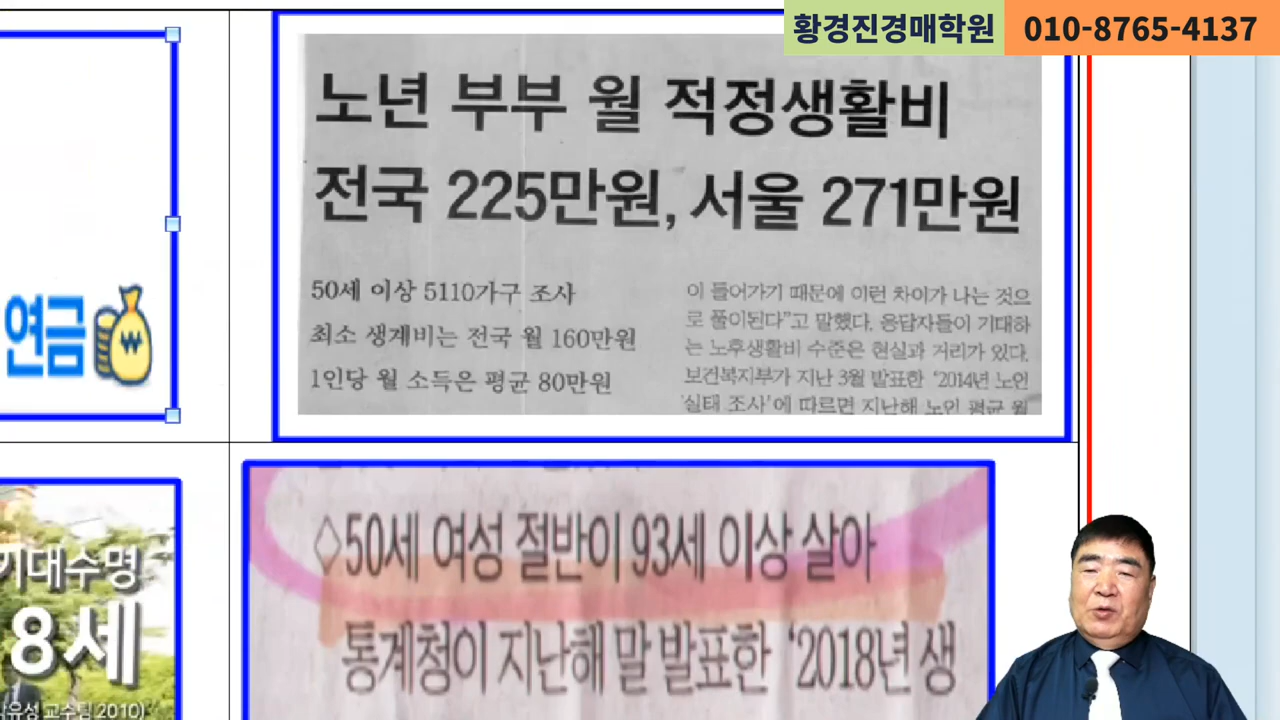 황경진경매학원 010-8765-4137
노년 부부 월 적정생활비
전국 225만원, 서울 271만원
50세 이상 5110가구 조사
최소 생계비는 전국 월 160만원
1인당 월 소득은 평균 80만원
이 들어가기 때문에 이런 차이가 나는 것으
로 풀이된다”고 말했다. 응답자들이 기대하
는 노후생활비 수준은 현실과 거리가 있다.
보건복지부가 지난 3월 발표한 ‘2014년 노인
실태 조사’에 따르면 지난해 노인 평균 월
연금
기대수명
8세
교수팀 2010)
◇50세 여성 절반이 93세 이상 살아
통계청이 지난해 말 발표한 ‘2018년 생